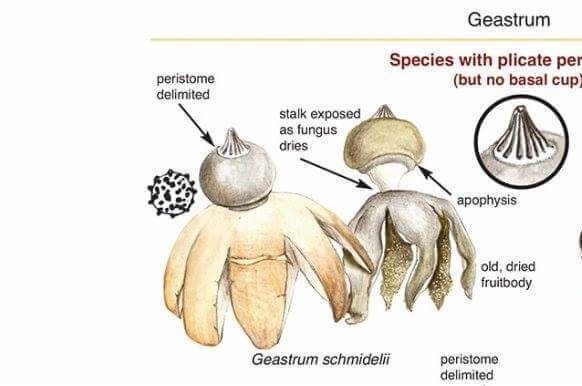 Geastrum
Species with plicate per
(but no basal cup)
peristome
delimited
stalk exposed
as fungus
dries
apophysis
old, dried
fruitbody
Geastrum schmidelii
peristome
delimited